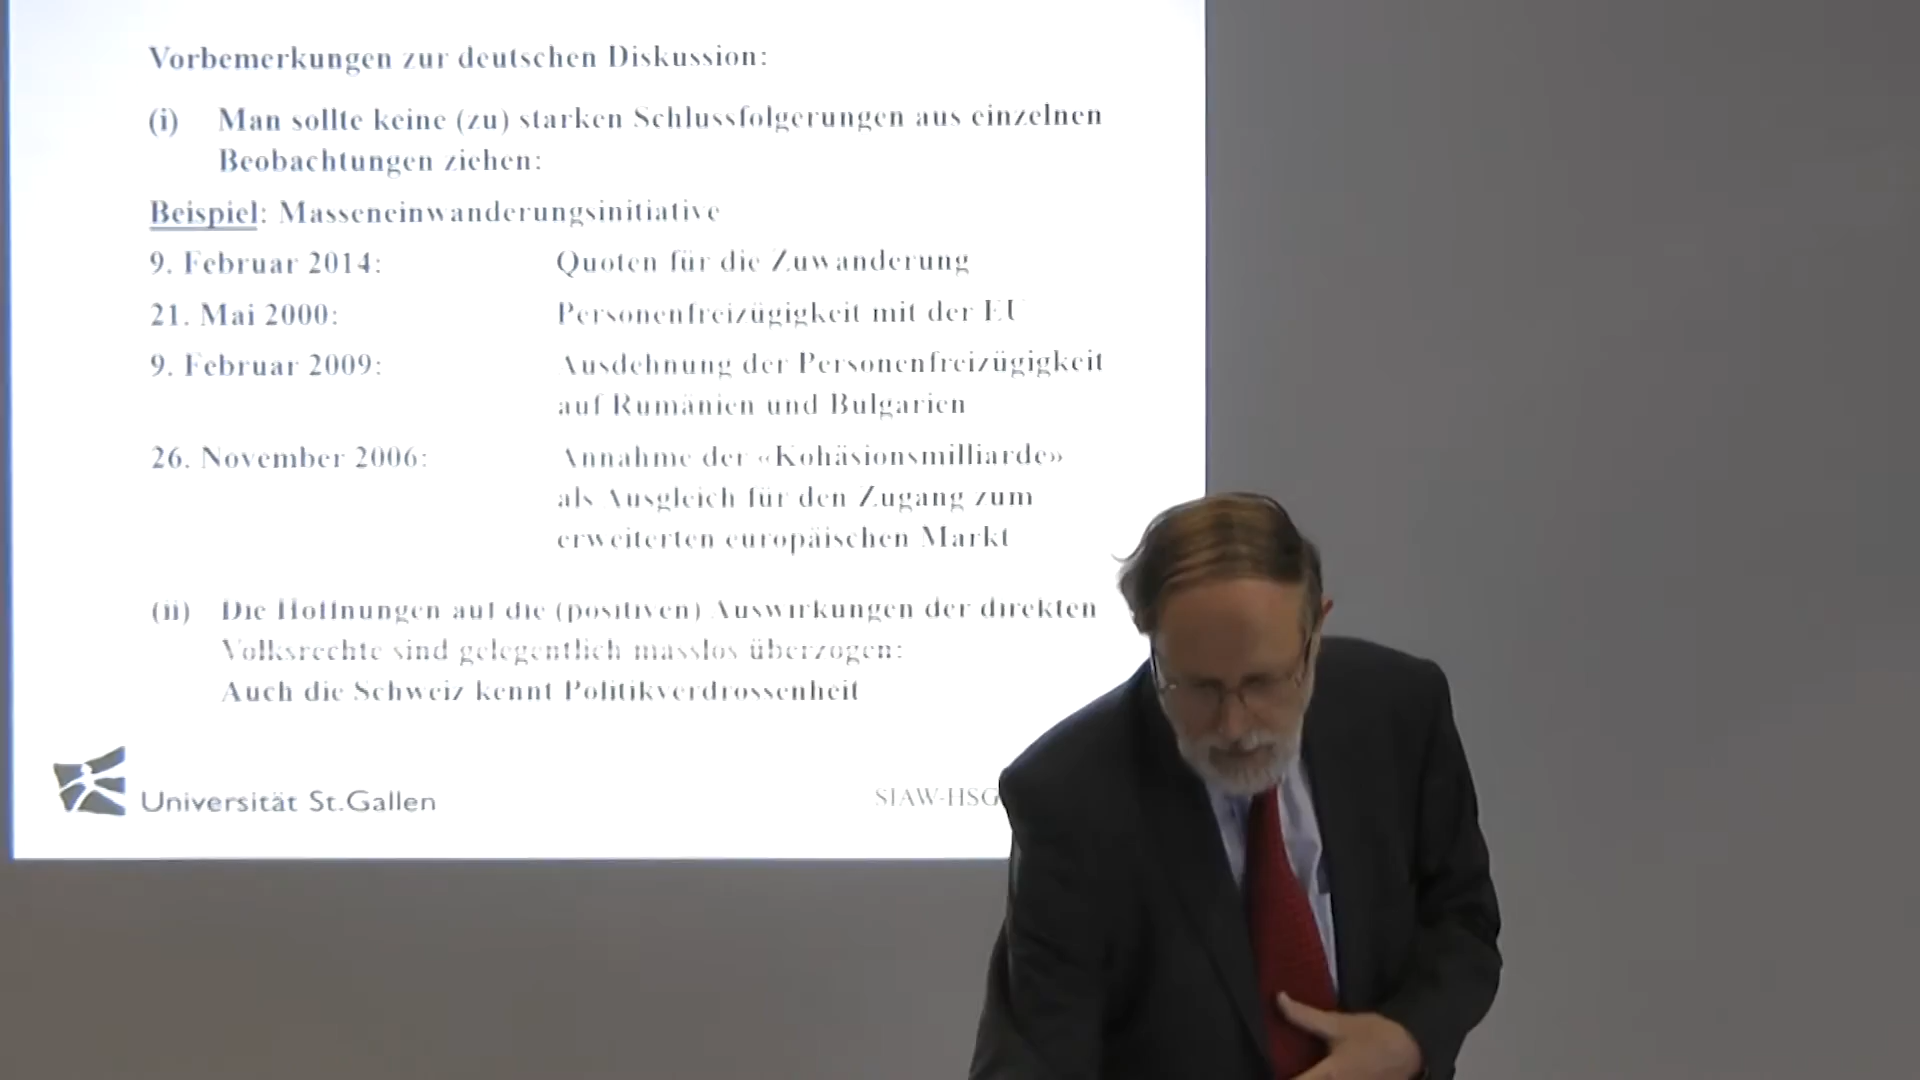 Vorbemerkungen zur deutschen Diskussion:
(i) Man sollte keine (zu) starken Schlussfolgerungen aus einzelnen
Beobachtungen ziehen:
Beispiel: Masseneinwanderungsinitiative
9. Februar 2014: Quoten für die Zuwanderung
21. Mai 2000: Personenfreizügigkeit mit der EU
9. Februar 2009: Ausdehnung der Personenfreizügigkeit
auf Rumänien und Bulgarien
26. November 2006: Annahme der «Kohäsionsmilliarde»
als Ausgleich für den Zugang zum
erweiterten europäischen Markt
(ii) Die Hoffnungen auf die (positiven) Auswirkungen der direkten
Volksrechte sind gelegentlich masslos überzogen:
Auch die Schweiz kennt Politikverdrossenheit
Universität St.Gallen SIAW-HSG